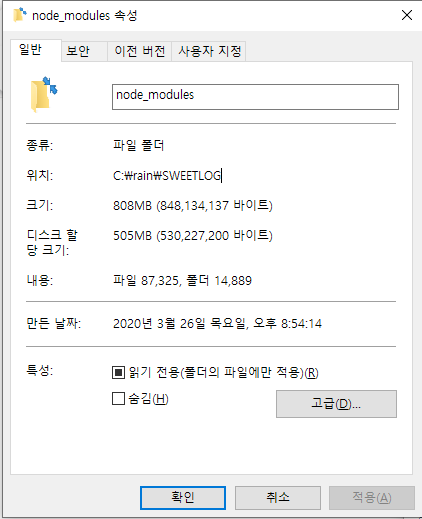 node_modules 속성
일반 보안 이전 버전 사용자 지정
node_modules
종류: 파일 폴더
위치: C:₩rain₩SWEETLOG
크기: 808MB (848,134,137 바이트)
디스크 할
당 크기: 505MB (530,227,200 바이트)
내용: 파일 87,325, 폴더 14,889
만든 날짜: 2020년 3월 26일 목요일, 오후 8:54:14
특성: 읽기 전용(폴더의 파일에만 적용)(R)
숨김(H)
고급(D)...
확인 취소 적용(A)